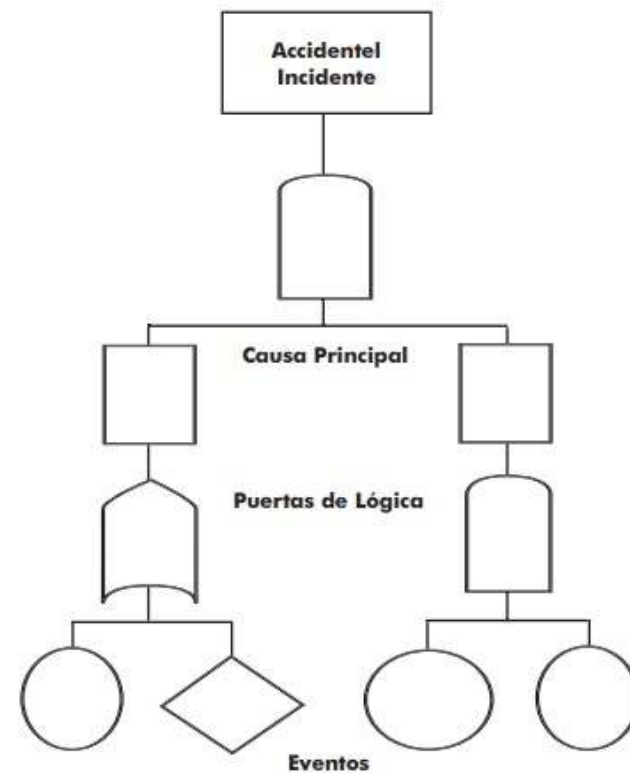 Accidentel
Incidente
Causa Principal
Puertas de Lógica
Eventos